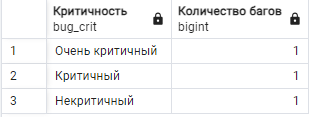 Критичность Количество багов
bug_crit bigint
1 Очень критичный 1
2 Критичный 1
3 Некритичный 1